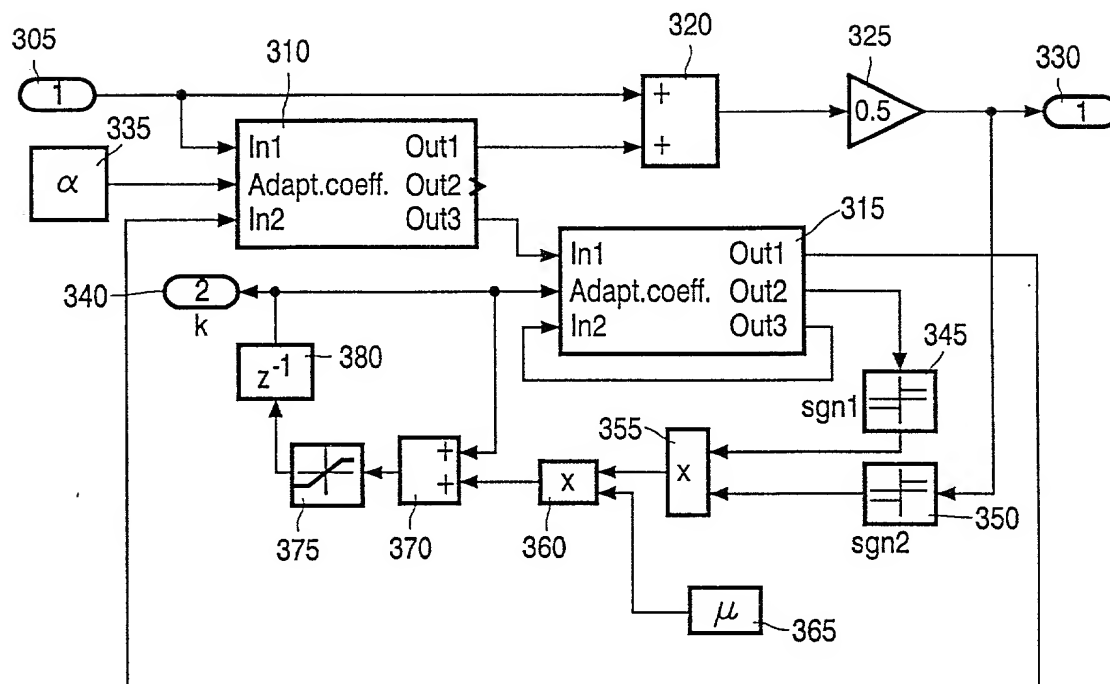 305
310
320
325
330
1
+
+
0.5
1
335
α
In1 Out1
Adapt.coeff. Out2
In2 Out3
315
In1 Out1
Adapt.coeff. Out2
In2 Out3
340
2
k
z-1
380
345
sgn1
355
x
+
+
x
350
sgn2
375
370
360
μ
365